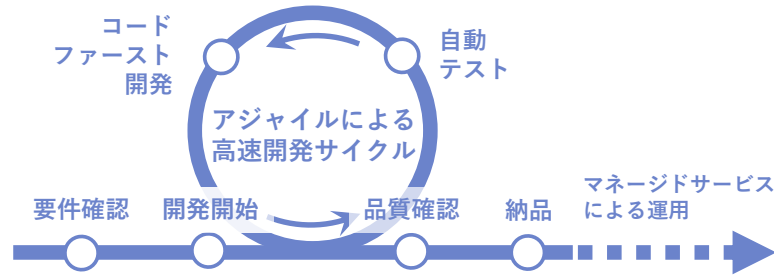 コード
ファースト
開発
自動
テスト
アジャイルによる
高速開発サイクル
要件確認
開発開始
品質確認
納品
マネージドサービス
による運用